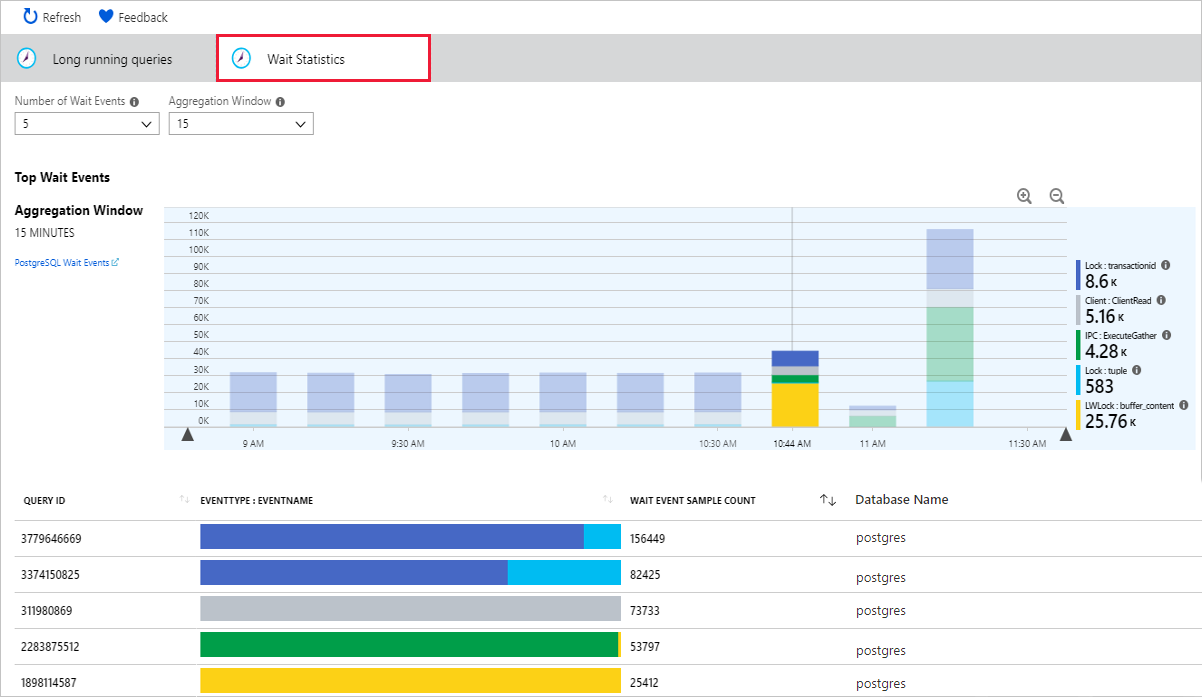 Refresh Feedback
Long running queries Wait Statistics
Number of Wait Events Aggregation Window
5 15
Top Wait Events
Aggregation Window
15 MINUTES
PostgreSQL Wait Events
120K
110K
100K
90K
80K
70K
60K
50K
40K
30K
20K
10K
0K
9 AM 9:30 AM 10 AM 10:30 AM 10:44 AM 11 AM 11:30 AM
Lock : transactionid
8.6 K
Client : ClientRead
5.16 K
IPC : ExecuteGather
4.28 K
Lock : tuple
583
LWLock : buffer_content
25.76 K
QUERY ID EVENTTYPE : EVENTNAME WAIT EVENT SAMPLE COUNT Database Name
3779646669 156449 postgres
3374150825 82425 postgres
311980869 73733 postgres
2283875512 53797 postgres
1898114587 25412 postgres